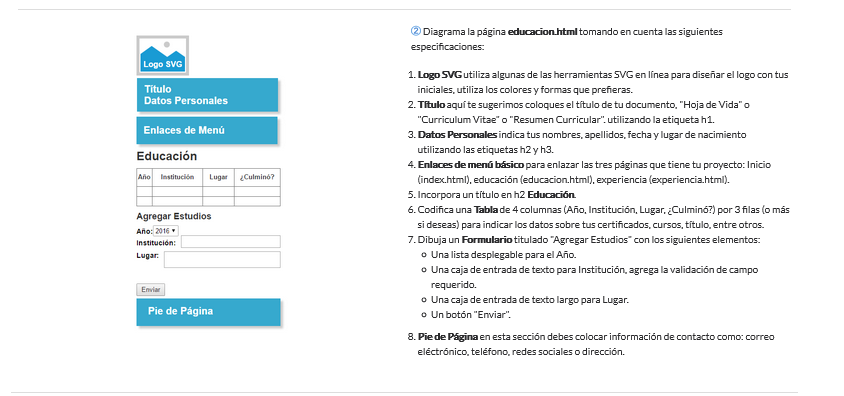 Logo SVG
Título
Datos Personales
Enlaces de Menú
Educación
Año Institución Lugar ¿Culminó?
Agregar Estudios
Año: 2016
Institución:
Lugar:
Enviar
Pie de Página
② Diagrama la página educacion.html tomando en cuenta las siguientes
especificaciones:
1. Logo SVG utiliza algunas de las herramientas SVG en línea para diseñar el logo con tus
iniciales, utiliza los colores y formas que prefieras.
2. Título aquí te sugerimos coloques el título de tu documento, "Hoja de Vida" o
"Curriculum Vitae" o "Resumen Curricular". utilizando la etiqueta h1.
3. Datos Personales indica tus nombres, apellidos, fecha y lugar de nacimiento
utilizando las etiquetas h2 y h3.
4. Enlaces de menú básico para enlazar las tres páginas que tiene tu proyecto: Inicio
(index.html), educación (educacion.html), experiencia (experiencia.html).
5. Incorpora un título en h2 Educación.
6. Codifica una Tabla de 4 columnas (Año, Institución, Lugar, ¿Culminó?) por 3 filas (o más
si deseas) para indicar los datos sobre tus certificados, cursos, título, entre otros.
7. Dibuja un Formulario titulado "Agregar Estudios" con los siguientes elementos:
Una lista desplegable para el Año.
Una caja de entrada de texto para Institución, agrega la validación de campo
requerido.
Una caja de entrada de texto largo para Lugar.
Un botón "Enviar".
8. Pie de Página en esta sección debes colocar información de contacto como: correo
eléctrónico, teléfono, redes sociales o dirección.